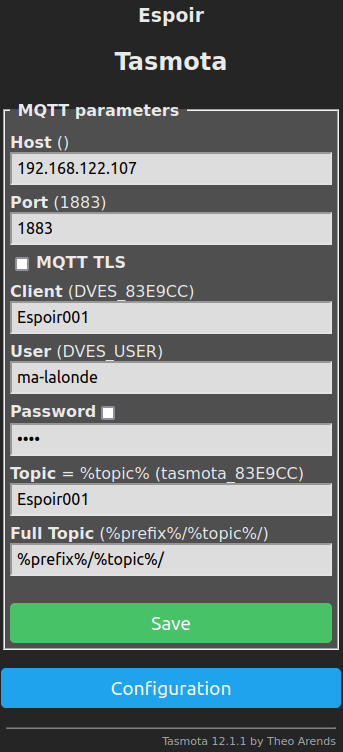 Espoir
Tasmota
MQTT parameters
Host ()
192.168.122.107
Port (1883)
1883
MQTT TLS
Client (DVES_83E9CC)
Espoir001
User (DVES_USER)
ma-lalonde
Password
••••
Topic = %topic% (tasmota_83E9CC)
Espoir001
Full Topic (%prefix%/%topic%/)
%prefix%/%topic%/
Save
Configuration
Tasmota 12.1.1 by Theo Arends